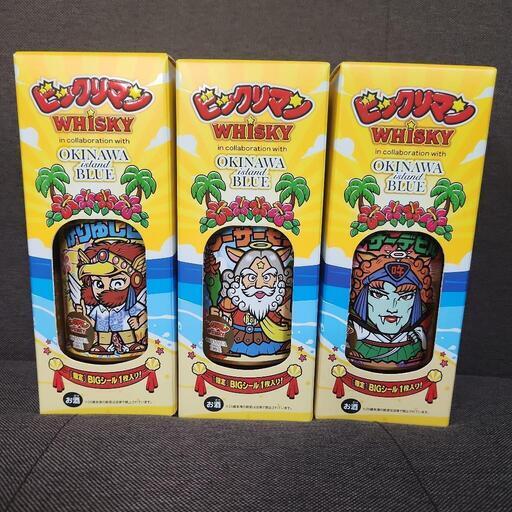 ビックリマン
WHISKY
in collaboration with
OKINAWA
island
BLUE
限定 BIGシール1枚入り!
お酒
ビックリマン
WHISKY
in collaboration with
OKINAWA
island
BLUE
限定 BIGシール1枚入り!
お酒
ビックリマン
WHISKY
in collaboration with
OKINAWA
island
BLUE
限定 BIGシール1枚入り!
お酒